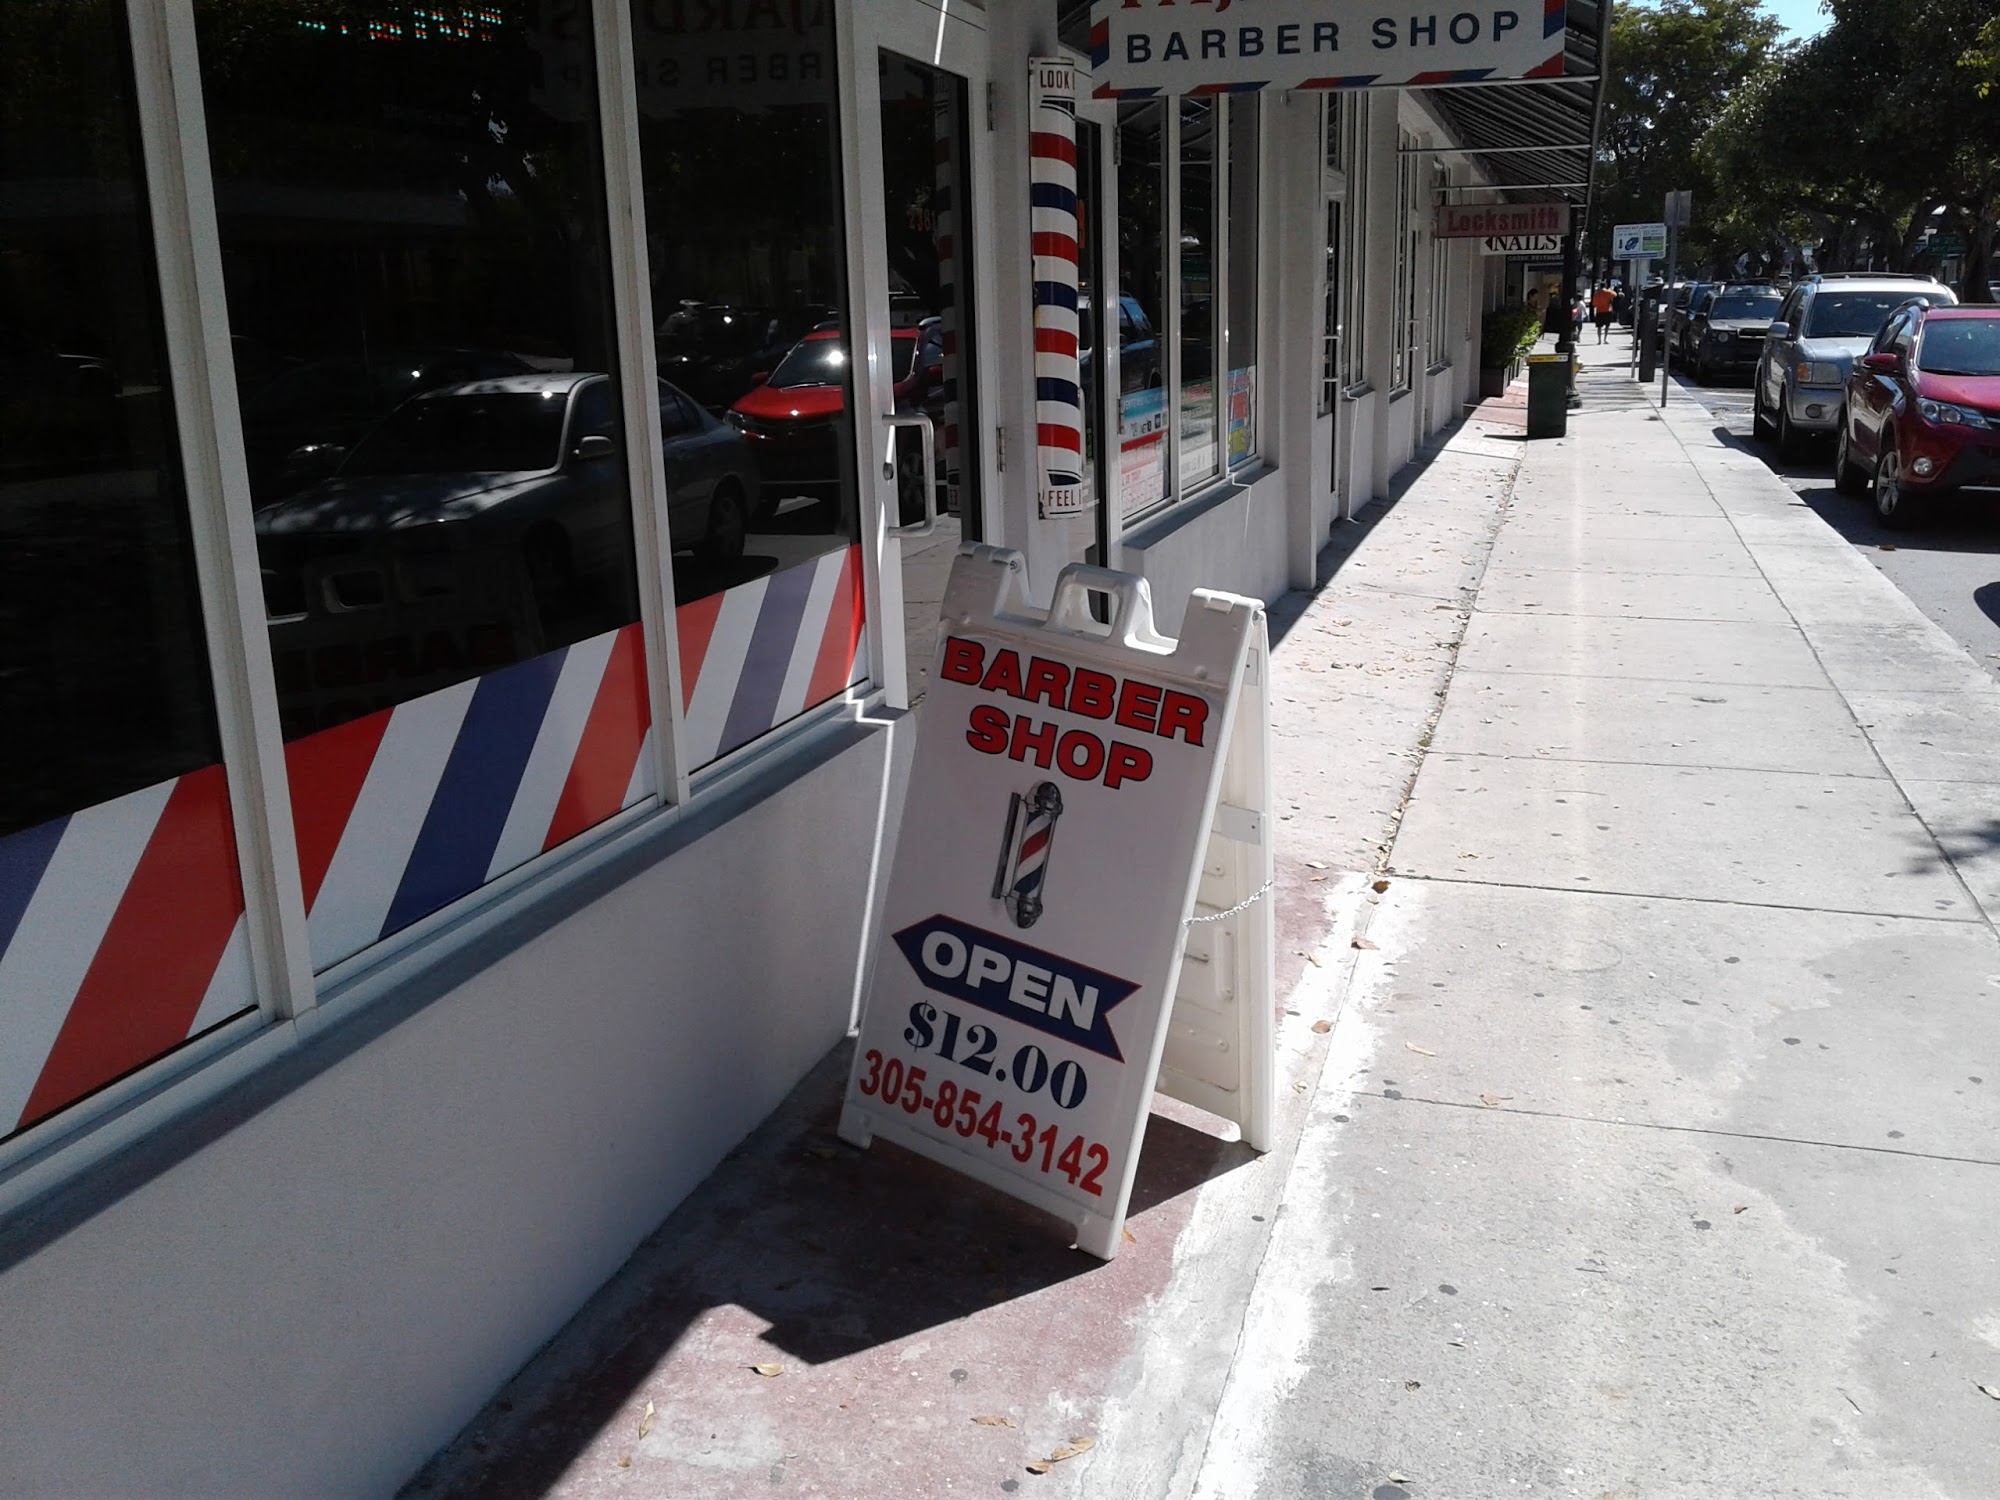 BARBER SHOP
LOOK
FEEL
Locksmith
NAILS
BARBER
SHOP
OPEN
$12.00
305-854-3142